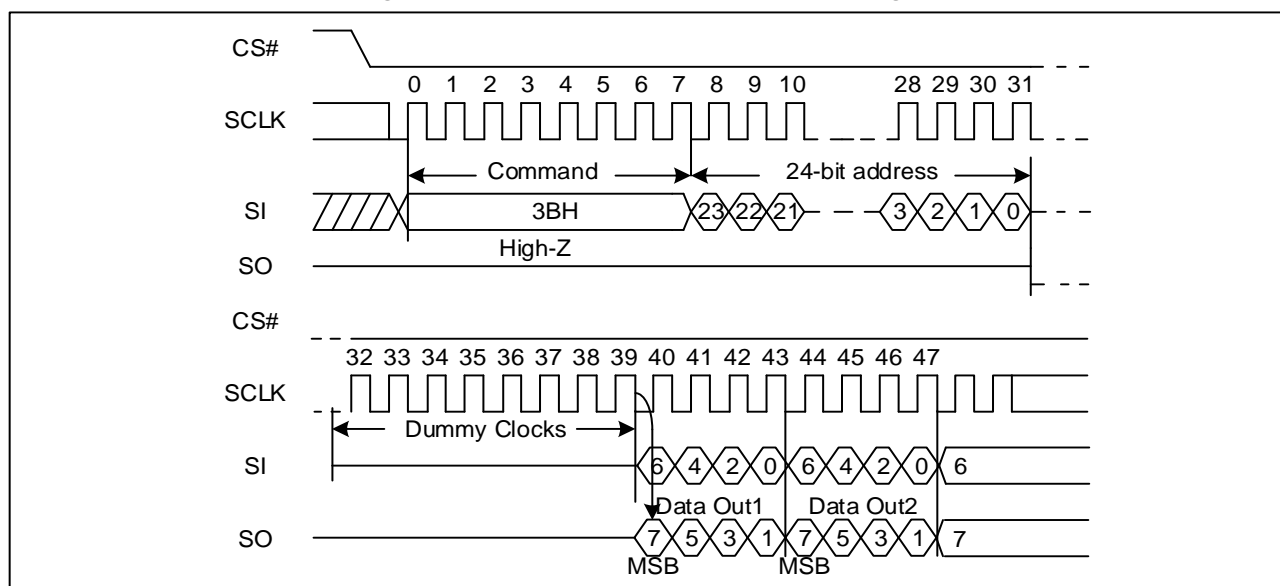 CS#
0 1 2 3 4 5 6 7 8 9 10 28 29 30 31
SCLK
Command 24-bit address
SI 3BH 23 22 21 3 2 1 0
High-Z
SO
CS#
32 33 34 35 36 37 38 39 40 41 42 43 44 45 46 47
SCLK
Dummy Clocks
SI 6 4 2 0 6 4 2 0 6
Data Out1 Data Out2
SO 7 5 3 1 7 5 3 1 7
MSB MSB